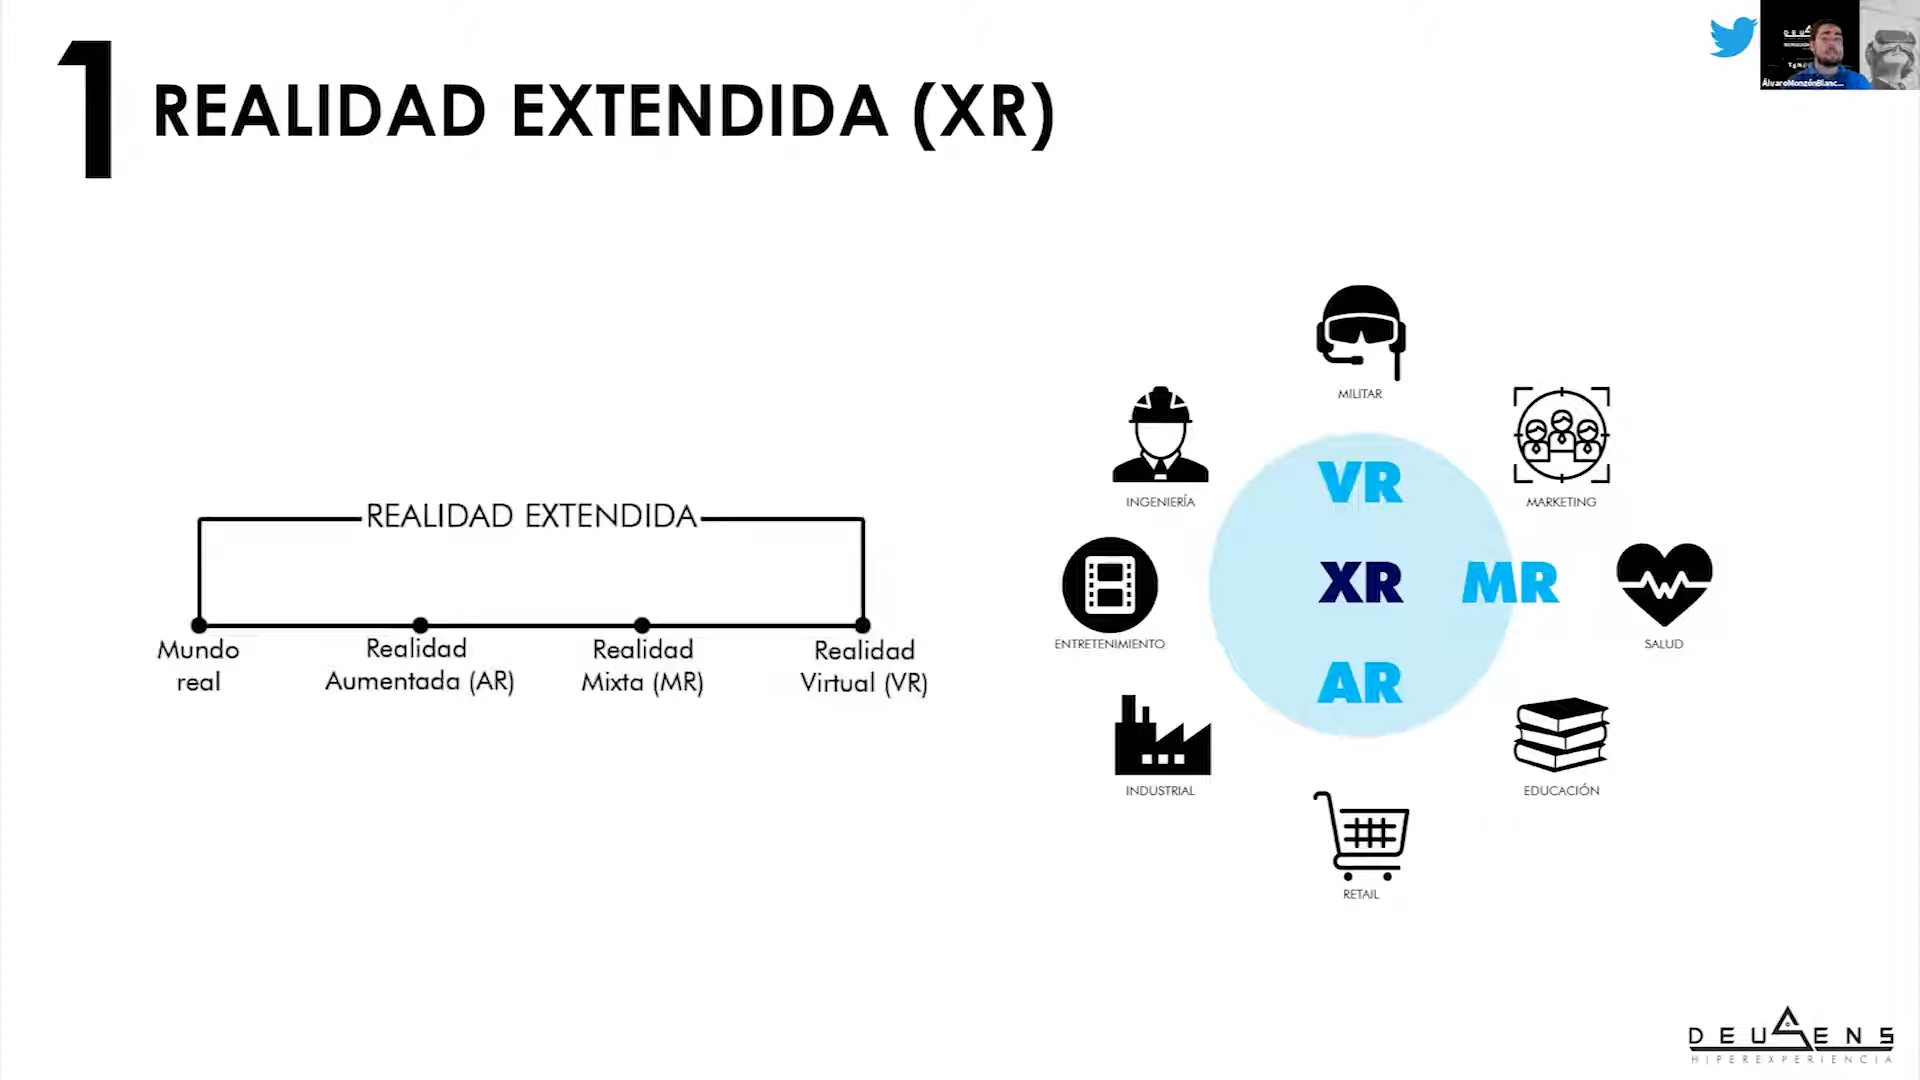 1
REALIDAD EXTENDIDA (XR)
ÁlvaroMonzónBlanc...
REALIDAD EXTENDIDA
Mundo
real
Realidad
Aumentada (AR)
Realidad
Mixta (MR)
Realidad
Virtual (VR)
MILITAR
INGENIERÍA
MARKETING
VR
XR
MR
AR
ENTRETENIMIENTO
SALUD
INDUSTRIAL
EDUCACIÓN
RETAIL
DEUSENS
HIPEREXPERIENCIA